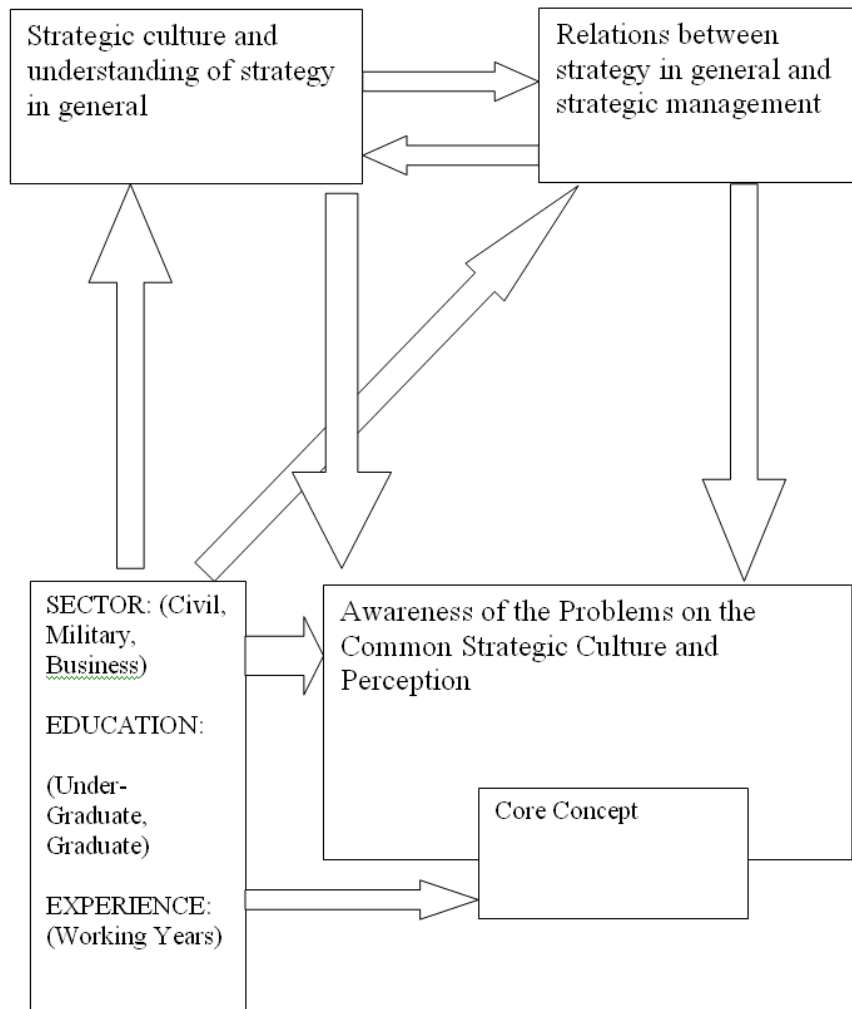 Strategic culture and
understanding of strategy
in general
Relations between
strategy in general and
strategic management
SECTOR: (Civil,
Military,
Business)
EDUCATION:
(Under-
Graduate,
Graduate)
EXPERIENCE:
(Working Years)
Awareness of the Problems on the
Common Strategic Culture and
Perception
Core Concept